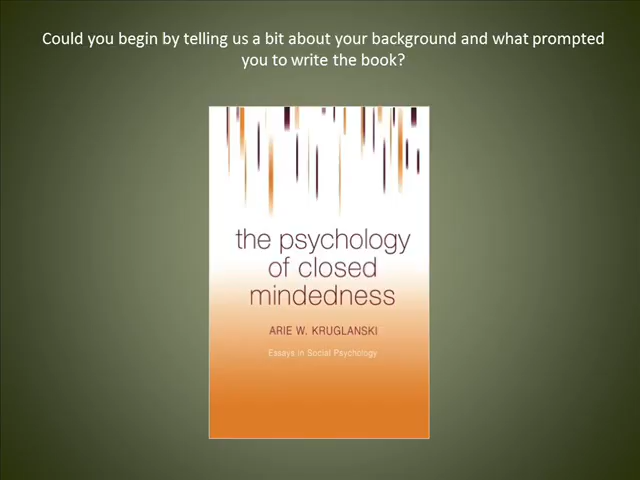 Could you begin by telling us a bit about your background and what prompted
you to write the book?
the psychology
of closed
mindedness
ARIE W. KRUGLANSKI
Essays in Social Psychology